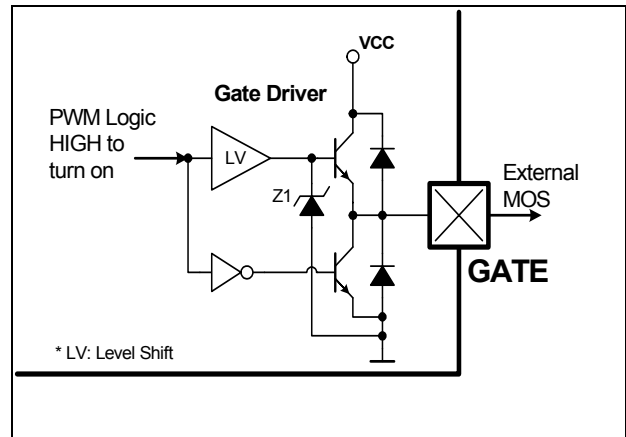 VCC
Gate Driver
PWM Logic
HIGH to
turn on
LV
Z1
External
MOS
GATE
* LV: Level Shift